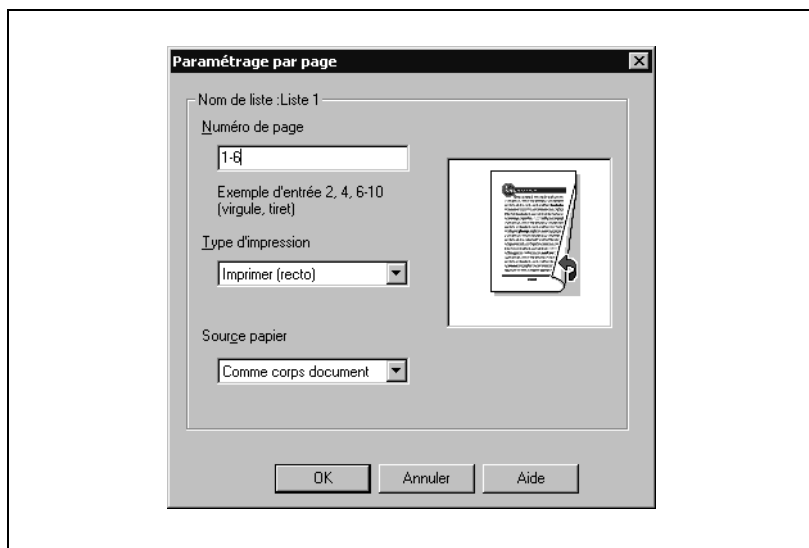 Paramétrage par page
Nom de liste :Liste 1
Numéro de page
1-6
Exemple d'entrée 2, 4, 6-10
(virgule, tiret)
Type d'impression
Imprimer (recto)
Source papier
Comme corps document
OK
Annuler
Aide